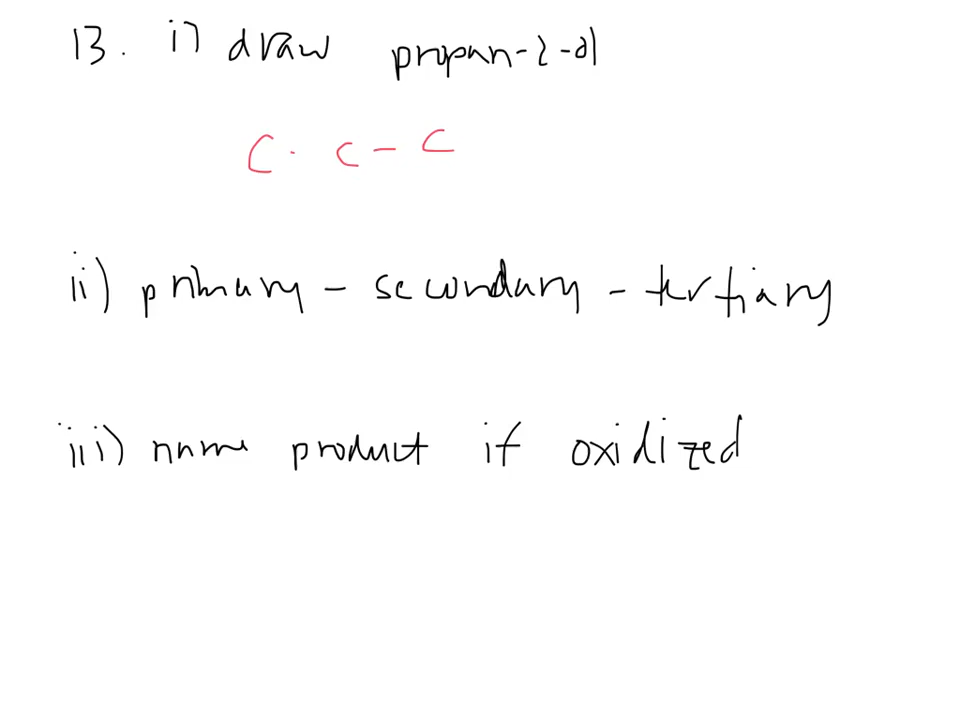 13. i) draw propan-2-ol
C - C - C
ii) primary - secondary - tertiary
iii) name product if oxidized